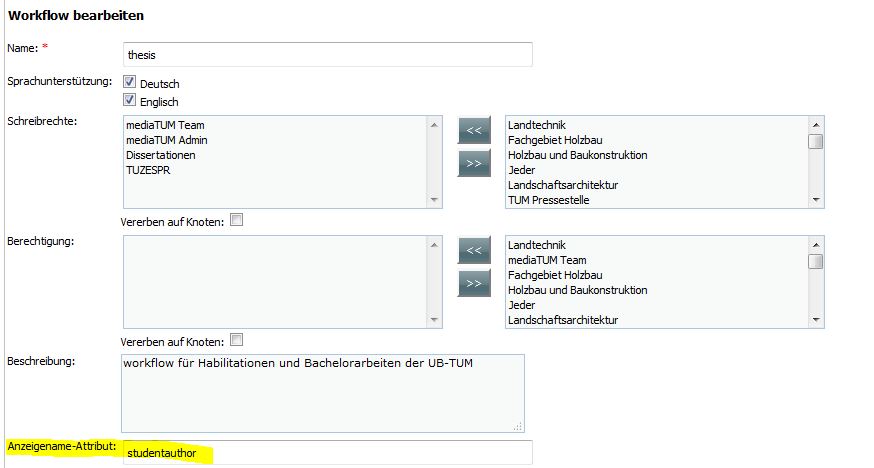 Workflow bearbeiten
Name: * thesis
Sprachunterstützung: Deutsch
Englisch
Schreibrechte:
mediaTUM Team
mediaTUM Admin
Dissertationen
TUZESPR
<<
>>
Landtechnik
Fachgebiet Holzbau
Holzbau und Baukonstruktion
Jeder
Landschaftsarchitektur
TUM Pressestelle
Vererben auf Knoten:
Berechtigung:
<<
>>
Landtechnik
mediaTUM Team
Fachgebiet Holzbau
Holzbau und Baukonstruktion
Jeder
Landschaftsarchitektur
Vererben auf Knoten:
Beschreibung: workflow für Habilitationen und Bachelorarbeiten der UB-TUM
Anzeigename-Attribut: studentauthor